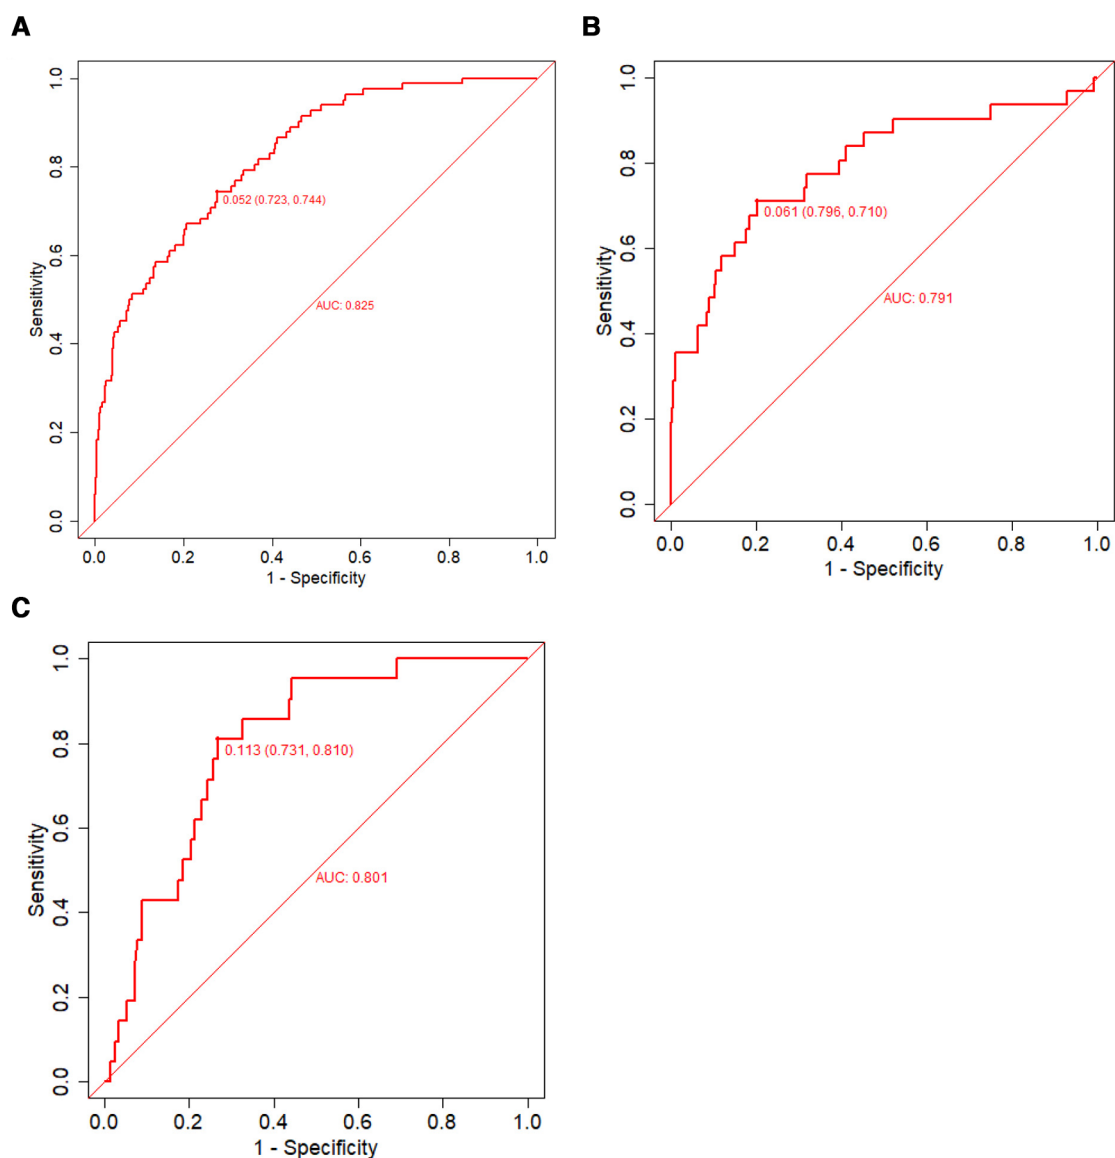 A
1.0
0.8
0.6
0.4
0.2
0.0
Sensitivity
0.052 (0.723, 0.744)
AUC: 0.825
0.0 0.2 0.4 0.6 0.8 1.0
1 - Specificity
B
1.0
0.8
0.6
0.4
0.2
0.0
Sensitivity
0.061 (0.796, 0.710)
AUC: 0.791
0.0 0.2 0.4 0.6 0.8 1.0
1 - Specificity
C
1.0
0.8
0.6
0.4
0.2
0.0
Sensitivity
0.113 (0.731, 0.810)
AUC: 0.801
0.0 0.2 0.4 0.6 0.8 1.0
1 - Specificity